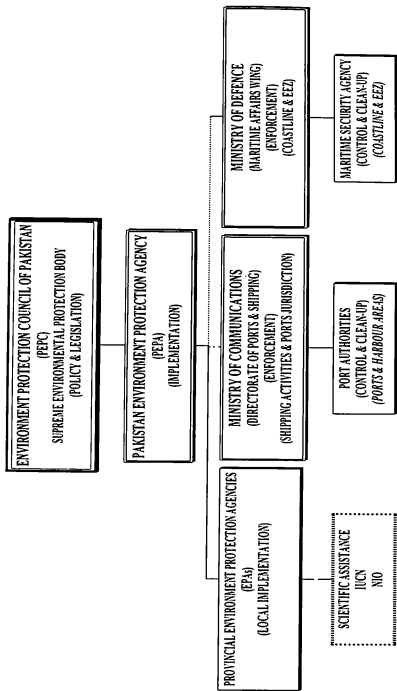 ENVIRONMENT PROTECTION COUNCIL OF PAKISTAN
(PEPC)
SUPREME ENVIRONMENTAL PROTECTION BODY
(POLICY & LEGISLATION)
PAKISTAN ENVIRONMENT PROTECTION AGENCY
(PEPA)
(IMPLEMENTATION)
PROVINCIAL ENVIRONMENT PROTECTION AGENCIES
(EPAs)
(LOCAL IMPLEMENTATION)
MINISTRY OF COMMUNICATIONS
(DIRECTORATE OF PORTS & SHIPPING)
(ENFORCEMENT)
(SHIPPING ACTIVITIES & PORTS JURISDICTION)
MINISTRY OF DEFENCE
(MARITIME AFFAIRS WING)
(ENFORCEMENT)
(COASTLINE & EEZ)
SCIENTIFIC ASSISTANCE
IUCN
NIO
PORT AUTHORITIES
(CONTROL & CLEAN-UP)
(PORTS & HARBOUR AREAS)
MARITIME SECURITY AGENCY
(CONTROL & CLEAN-UP)
(COASTLINE & EEZ)